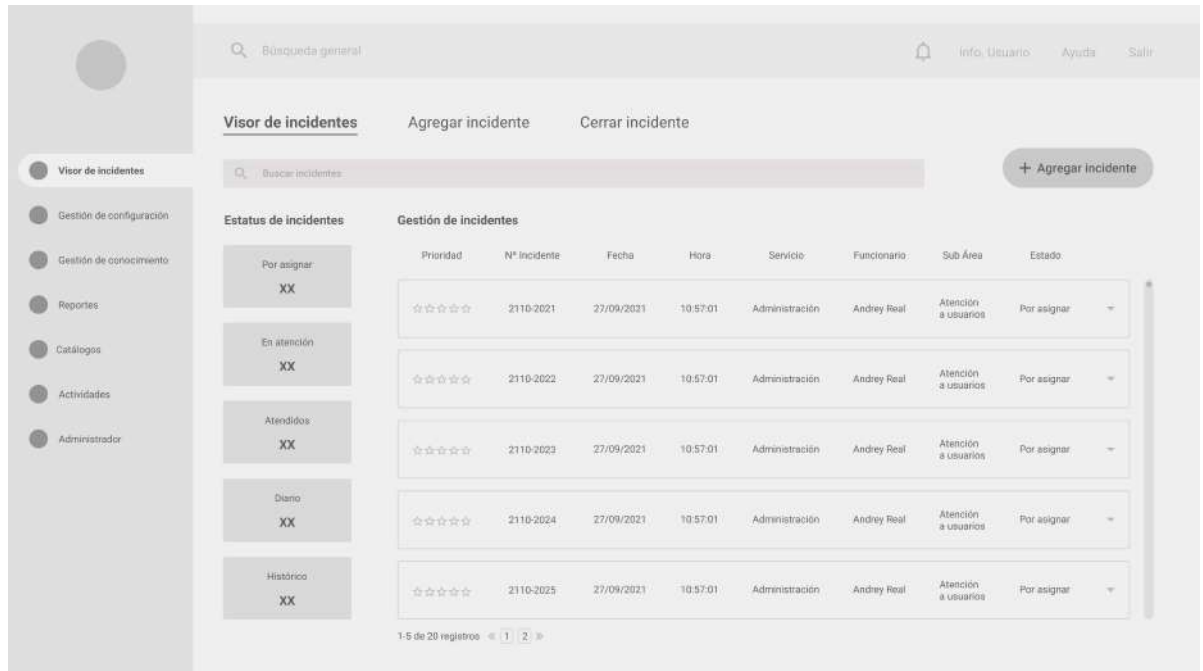 Búsqueda general
Info. Usuario
Ayuda
Salir
Visor de incidentes
Gestión de configuración
Gestión de conocimiento
Reportes
Catálogos
Actividades
Administrador
Visor de incidentes
Agregar incidente
Cerrar incidente
Buscar incidentes
+ Agregar incidente
Estatus de incidentes
Por asignar
XX
En atención
XX
Atendidos
XX
Diario
XX
Histórico
XX
Gestión de incidentes
Prioridad Nº Incidente Fecha Hora Servicio Funcionario Sub Área Estado
2110-2021 27/09/2021 10:57:01 Administración Andrey Real Atención
a usuarios Por asignar
2110-2022 27/09/2021 10:57:01 Administración Andrey Real Atención
a usuarios Por asignar
2110-2023 27/09/2021 10:57:01 Administración Andrey Real Atención
a usuarios Por asignar
2110-2024 27/09/2021 10:57:01 Administración Andrey Real Atención
a usuarios Por asignar
2110-2025 27/09/2021 10:57:01 Administración Andrey Real Atención
a usuarios Por asignar
1-5 de 20 registros « 1 2 »